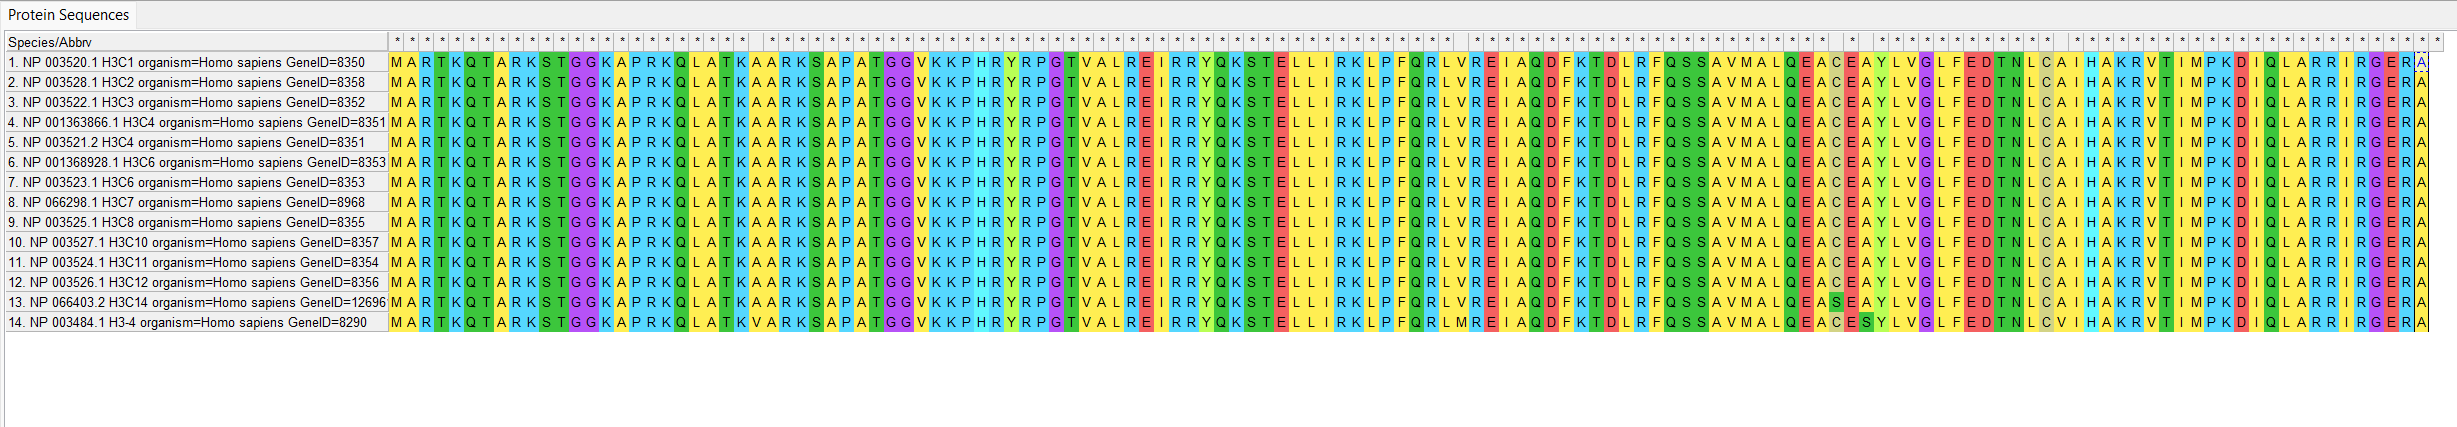 Protein Sequences
Species/Abbrv ************************ ********************************************** ************************ * ************ *************************
1. NP 003520.1 H3C1 organism=Homo sapiens GeneID=8350 MARTKQTARKSTGGKAPRKQLATKAARKSAPATGGVKKPHRYRPGTVALREIRRYQKSTELLIRKLPFQRLVREIAQDFKTDLRFQSSAVMALQEACEAYLVGLFEDTNLCAIHAKRVTIMPKDIQLARRIRGERA
2. NP 003528.1 H3C2 organism=Homo sapiens GeneID=8358 MARTKQTARKSTGGKAPRKQLATKAARKSAPATGGVKKPHRYRPGTVALREIRRYQKSTELLIRKLPFQRLVREIAQDFKTDLRFQSSAVMALQEACEAYLVGLFEDTNLCAIHAKRVTIMPKDIQLARRIRGERA
3. NP 003522.1 H3C3 organism=Homo sapiens GeneID=8352 MARTKQTARKSTGGKAPRKQLATKAARKSAPATGGVKKPHRYRPGTVALREIRRYQKSTELLIRKLPFQRLVREIAQDFKTDLRFQSSAVMALQEACEAYLVGLFEDTNLCAIHAKRVTIMPKDIQLARRIRGERA
4. NP 001363866.1 H3C4 organism=Homo sapiens GeneID=8351 MARTKQTARKSTGGKAPRKQLATKAARKSAPATGGVKKPHRYRPGTVALREIRRYQKSTELLIRKLPFQRLVREIAQDFKTDLRFQSSAVMALQEACEAYLVGLFEDTNLCAIHAKRVTIMPKDIQLARRIRGERA
5. NP 003521.2 H3C4 organism=Homo sapiens GeneID=8351 MARTKQTARKSTGGKAPRKQLATKAARKSAPATGGVKKPHRYRPGTVALREIRRYQKSTELLIRKLPFQRLVREIAQDFKTDLRFQSSAVMALQEACEAYLVGLFEDTNLCAIHAKRVTIMPKDIQLARRIRGERA
6. NP 001368928.1 H3C6 organism=Homo sapiens GeneID=8353 MARTKQTARKSTGGKAPRKQLATKAARKSAPATGGVKKPHRYRPGTVALREIRRYQKSTELLIRKLPFQRLVREIAQDFKTDLRFQSSAVMALQEACEAYLVGLFEDTNLCAIHAKRVTIMPKDIQLARRIRGERA
7. NP 003523.1 H3C6 organism=Homo sapiens GeneID=8353 MARTKQTARKSTGGKAPRKQLATKAARKSAPATGGVKKPHRYRPGTVALREIRRYQKSTELLIRKLPFQRLVREIAQDFKTDLRFQSSAVMALQEACEAYLVGLFEDTNLCAIHAKRVTIMPKDIQLARRIRGERA
8. NP 066298.1 H3C7 organism=Homo sapiens GeneID=8968 MARTKQTARKSTGGKAPRKQLATKAARKSAPATGGVKKPHRYRPGTVALREIRRYQKSTELLIRKLPFQRLVREIAQDFKTDLRFQSSAVMALQEACEAYLVGLFEDTNLCAIHAKRVTIMPKDIQLARRIRGERA
9. NP 003525.1 H3C8 organism=Homo sapiens GeneID=8355 MARTKQTARKSTGGKAPRKQLATKAARKSAPATGGVKKPHRYRPGTVALREIRRYQKSTELLIRKLPFQRLVREIAQDFKTDLRFQSSAVMALQEACEAYLVGLFEDTNLCAIHAKRVTIMPKDIQLARRIRGERA
10. NP 003527.1 H3C10 organism=Homo sapiens GeneID=8357 MARTKQTARKSTGGKAPRKQLATKAARKSAPATGGVKKPHRYRPGTVALREIRRYQKSTELLIRKLPFQRLVREIAQDFKTDLRFQSSAVMALQEACEAYLVGLFEDTNLCAIHAKRVTIMPKDIQLARRIRGERA
11. NP 003524.1 H3C11 organism=Homo sapiens GeneID=8354 MARTKQTARKSTGGKAPRKQLATKAARKSAPATGGVKKPHRYRPGTVALREIRRYQKSTELLIRKLPFQRLVREIAQDFKTDLRFQSSAVMALQEACEAYLVGLFEDTNLCAIHAKRVTIMPKDIQLARRIRGERA
12. NP 003526.1 H3C12 organism=Homo sapiens GeneID=8356 MARTKQTARKSTGGKAPRKQLATKAARKSAPATGGVKKPHRYRPGTVALREIRRYQKSTELLIRKLPFQRLVREIAQDFKTDLRFQSSAVMALQEACEAYLVGLFEDTNLCAIHAKRVTIMPKDIQLARRIRGERA
13. NP 066403.2 H3C14 organism=Homo sapiens GeneID=12696 MARTKQTARKSTGGKAPRKQLATKAARKSAPATGGVKKPHRYRPGTVALREIRRYQKSTELLIRKLPFQRLVREIAQDFKTDLRFQSSAVMALQEASEAYLVGLFEDTNLCAIHAKRVTIMPKDIQLARRIRGERA
14. NP 003484.1 H3-4 organism=Homo sapiens GeneID=8290 MARTKQTARKSTGGKAPRKQLATKVARKSAPATGGVKKPHRYRPGTVALREIRRYQKSTELLIRKLPFQRLMREIAQDFKTDLRFQSSAVMALQEACESYLVGLFEDTNLCVIHAKRVTIMPKDIQLARRIRGERA